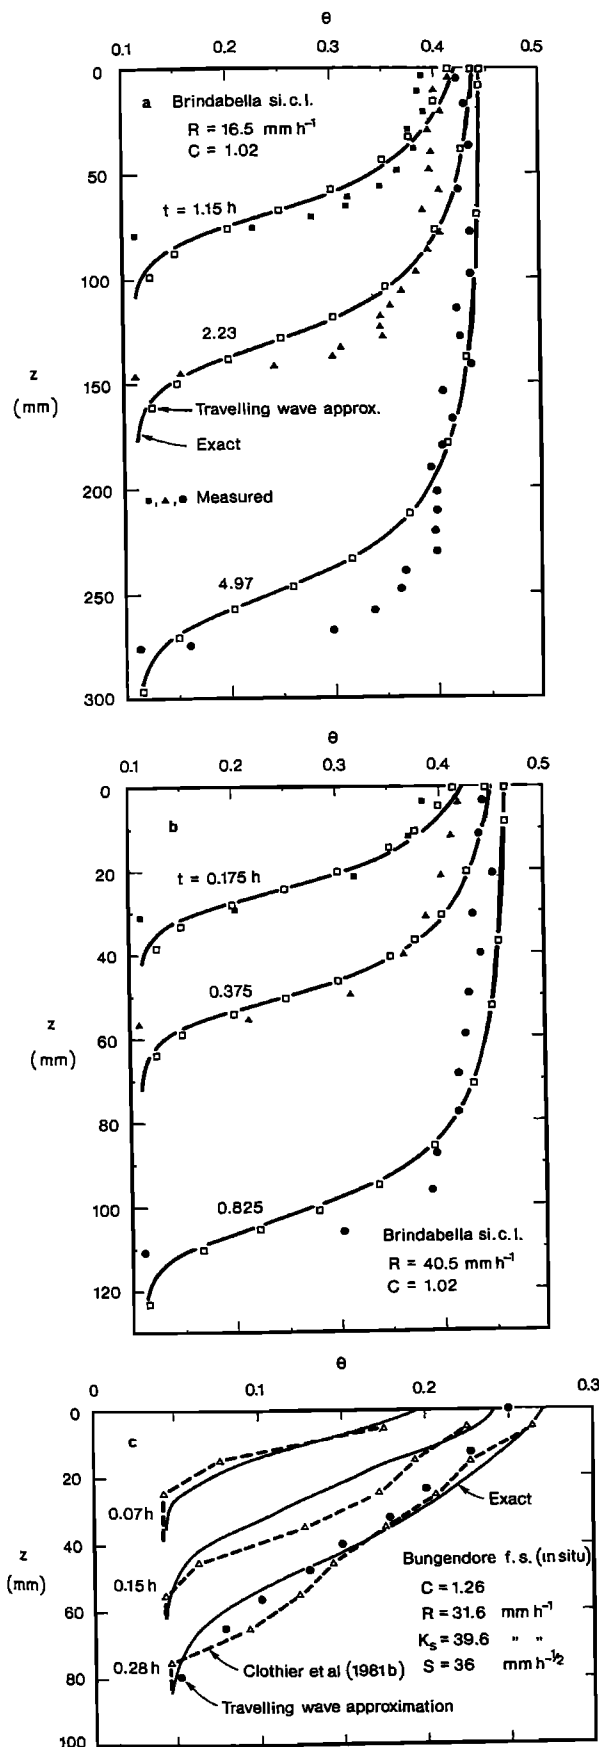 θ
0.1 0.2 0.3 0.4 0.5
0
a Brindabella si.c.l.
R = 16.5 mm h⁻¹
C = 1.02
50
t = 1.15 h
100
2.23
150
z
(mm)
Travelling wave approx.
Exact
200
■, ▲, ● Measured
4.97
250
300
θ
0.1 0.2 0.3 0.4 0.5
0
b
t = 0.175 h
20
40
0.375
z
(mm)
60
80
0.825
100
Brindabella si.c.l.
R = 40.5 mm h⁻¹
C = 1.02
120
θ
0 0.1 0.2 0.3
0
c
20
0.07 h
Exact
40
z
(mm)
Bungendore f.s. (in situ)
0.15 h
C = 1.26
60
R = 31.6 mm h⁻¹
Kₛ = 39.6 " "
0.28 h
Clothier et al (1981b)
S = 36 mm h⁻¹ᐟ²
80
Travelling wave approximation
100